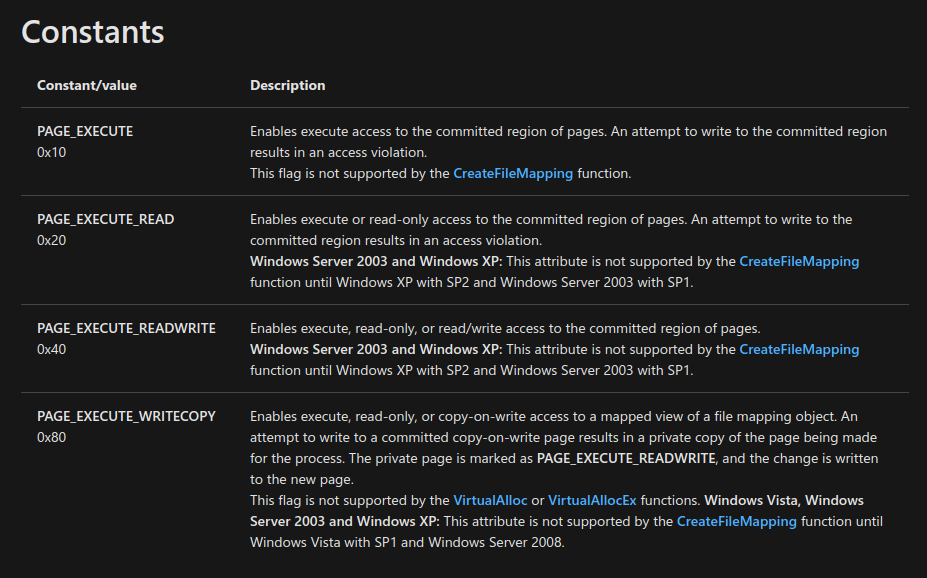 Constants
Constant/value Description
PAGE_EXECUTE Enables execute access to the committed region of pages. An attempt to write to the committed region
0x10 results in an access violation.
This flag is not supported by the CreateFileMapping function.
PAGE_EXECUTE_READ Enables execute or read-only access to the committed region of pages. An attempt to write to the
0x20 committed region results in an access violation.
Windows Server 2003 and Windows XP: This attribute is not supported by the CreateFileMapping
function until Windows XP with SP2 and Windows Server 2003 with SP1.
PAGE_EXECUTE_READWRITE Enables execute, read-only, or read/write access to the committed region of pages.
0x40 Windows Server 2003 and Windows XP: This attribute is not supported by the CreateFileMapping
function until Windows XP with SP2 and Windows Server 2003 with SP1.
PAGE_EXECUTE_WRITECOPY Enables execute, read-only, or copy-on-write access to a mapped view of a file mapping object. An
0x80 attempt to write to a committed copy-on-write page results in a private copy of the page being made
for the process. The private page is marked as PAGE_EXECUTE_READWRITE, and the change is written
to the new page.
This flag is not supported by the VirtualAlloc or VirtualAllocEx functions. Windows Vista, Windows
Server 2003 and Windows XP: This attribute is not supported by the CreateFileMapping function until
Windows Vista with SP1 and Windows Server 2008.